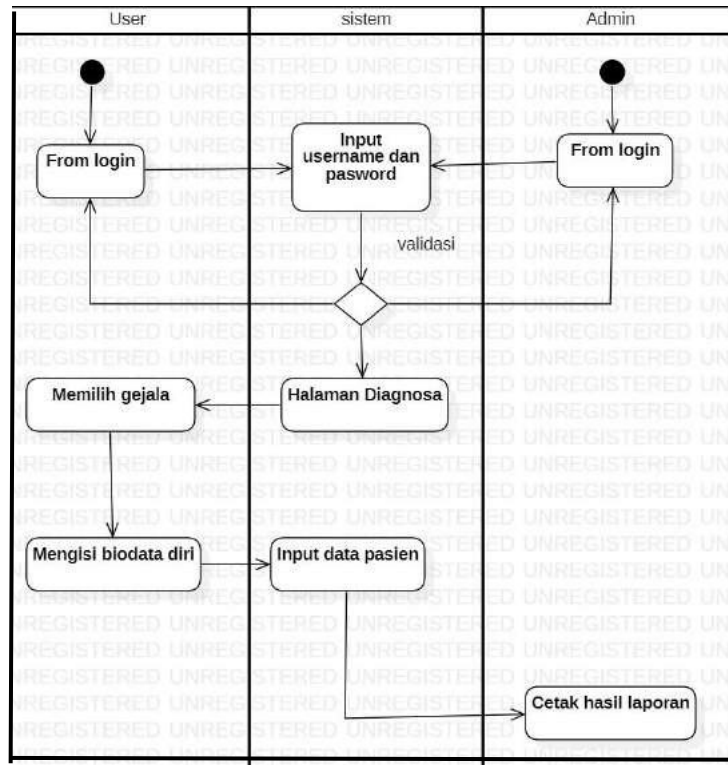 User
sistem
Admin
From login
Input
username dan
pasword
From login
validasi
Memilih gejala
Halaman Diagnosa
Mengisi biodata diri
Input data pasien
Cetak hasil laporan
UNREGISTERED